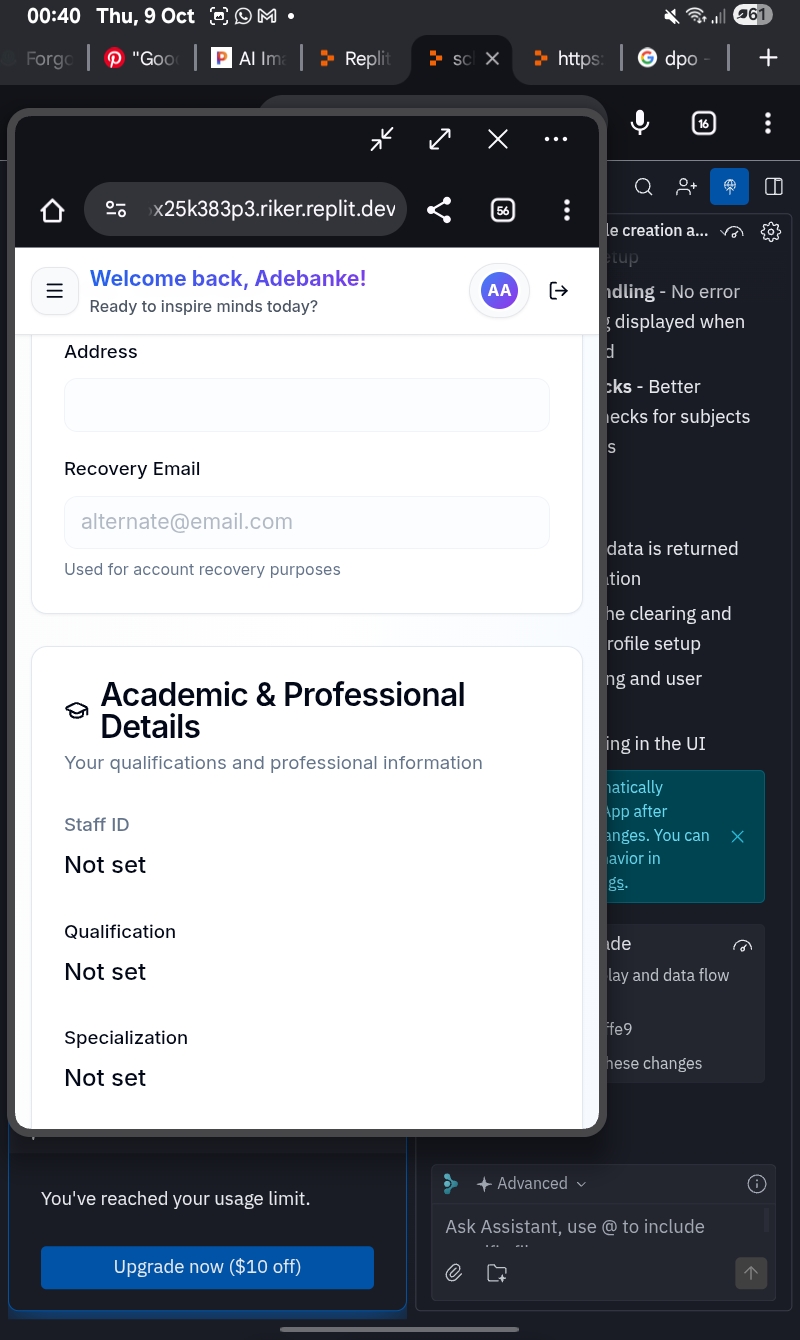 00:40 Thu, 9 Oct
61
Forgo
"Good
AI Ima
Replit
sc
https:
dpo -
16
x25k383p3.riker.replit.dev
56
Welcome back, Adebanke!
Ready to inspire minds today?
AA
Address
Recovery Email
alternate@email.com
Used for account recovery purposes
Academic & Professional
Details
Your qualifications and professional information
Staff ID
Not set
Qualification
Not set
Specialization
Not set
le creation a...
etup
ndling - No error
g displayed when
d
cks - Better
hecks for subjects
s
data is returned
ation
he clearing and
rofile setup
ng and user
ing in the UI
natically
App after
anges. You can
navior in
gs.
ade
lay and data flow
ffe9
hese changes
You've reached your usage limit.
Upgrade now ($10 off)
Advanced
Ask Assistant, use @ to include